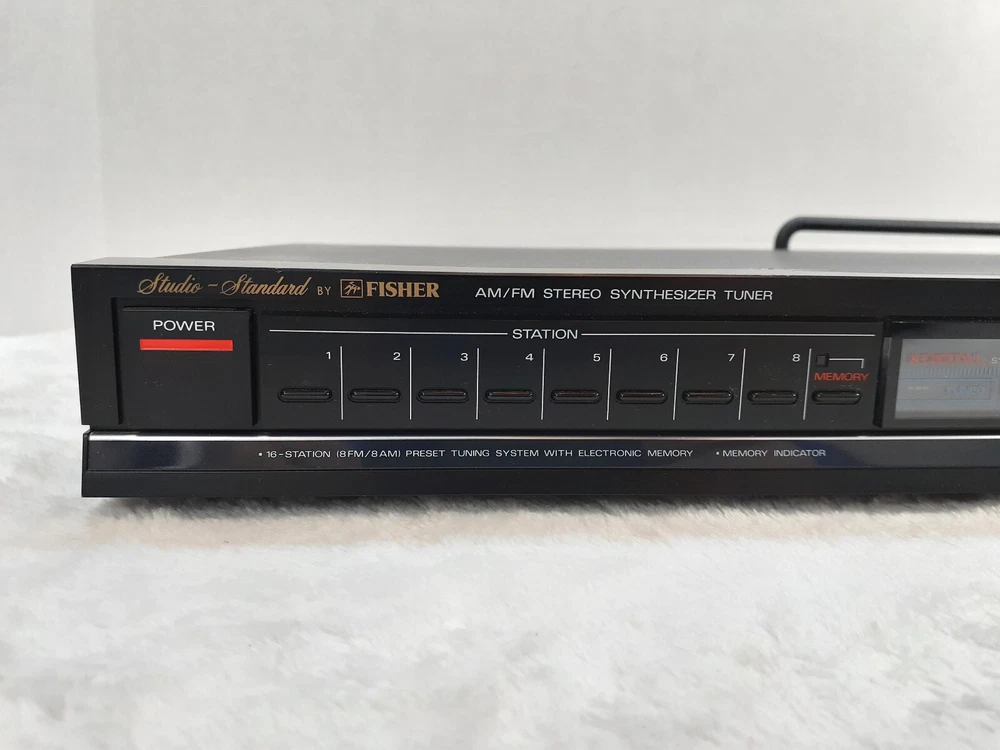 Studio-Standard BY FISHER AM/FM STEREO SYNTHESIZER TUNER
POWER
STATION
1 2 3 4 5 6 7 8
MEMORY
• 16-STATION (8FM/8AM) PRESET TUNING SYSTEM WITH ELECTRONIC MEMORY • MEMORY INDICATOR